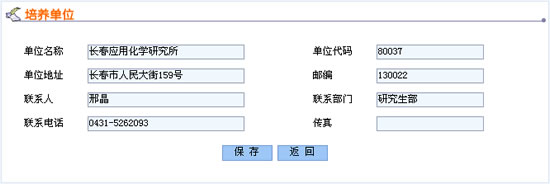 培养单位
单位名称 长春应用化学研究所 单位代码 80037
单位地址 长春市人民大街159号 邮编 130022
联系人 邢晶 联系部门 研究生部
联系电话 0431-5262093 传真
保 存 返 回